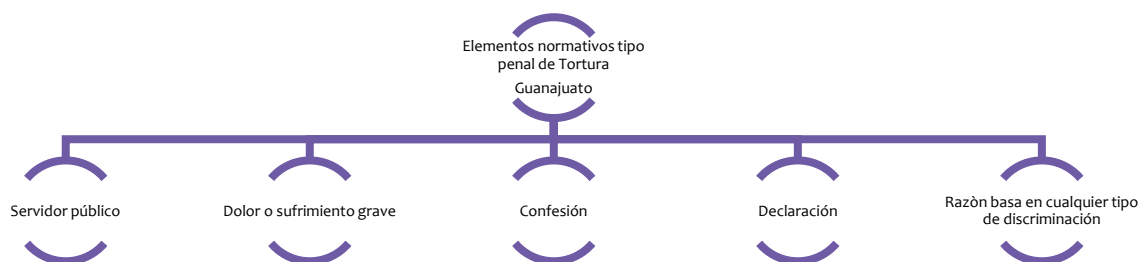 Elementos normativos tipo
penal de Tortura
Guanajuato
Servidor público
Dolor o sufrimiento grave
Confesión
Declaración
Razòn basa en cualquier tipo
de discriminación